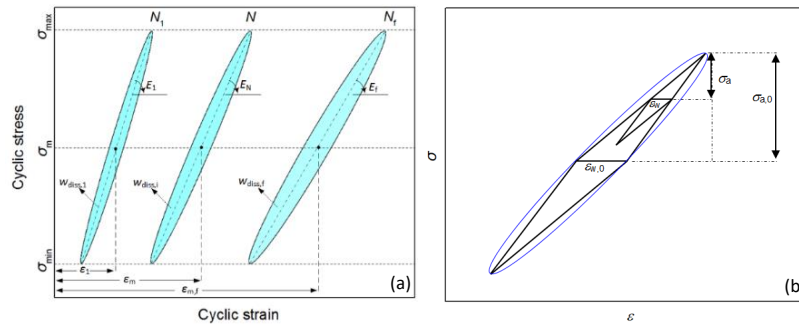 σmax
N1
N
Nf
E1
EN
Ef
Cyclic stress
σm
wdiss,1
wdiss,i
wdiss,f
σmin
ε1
εm
εm,f
(a)
Cyclic strain
σ
σa
σa,0
εN
εN,0
ε
(b